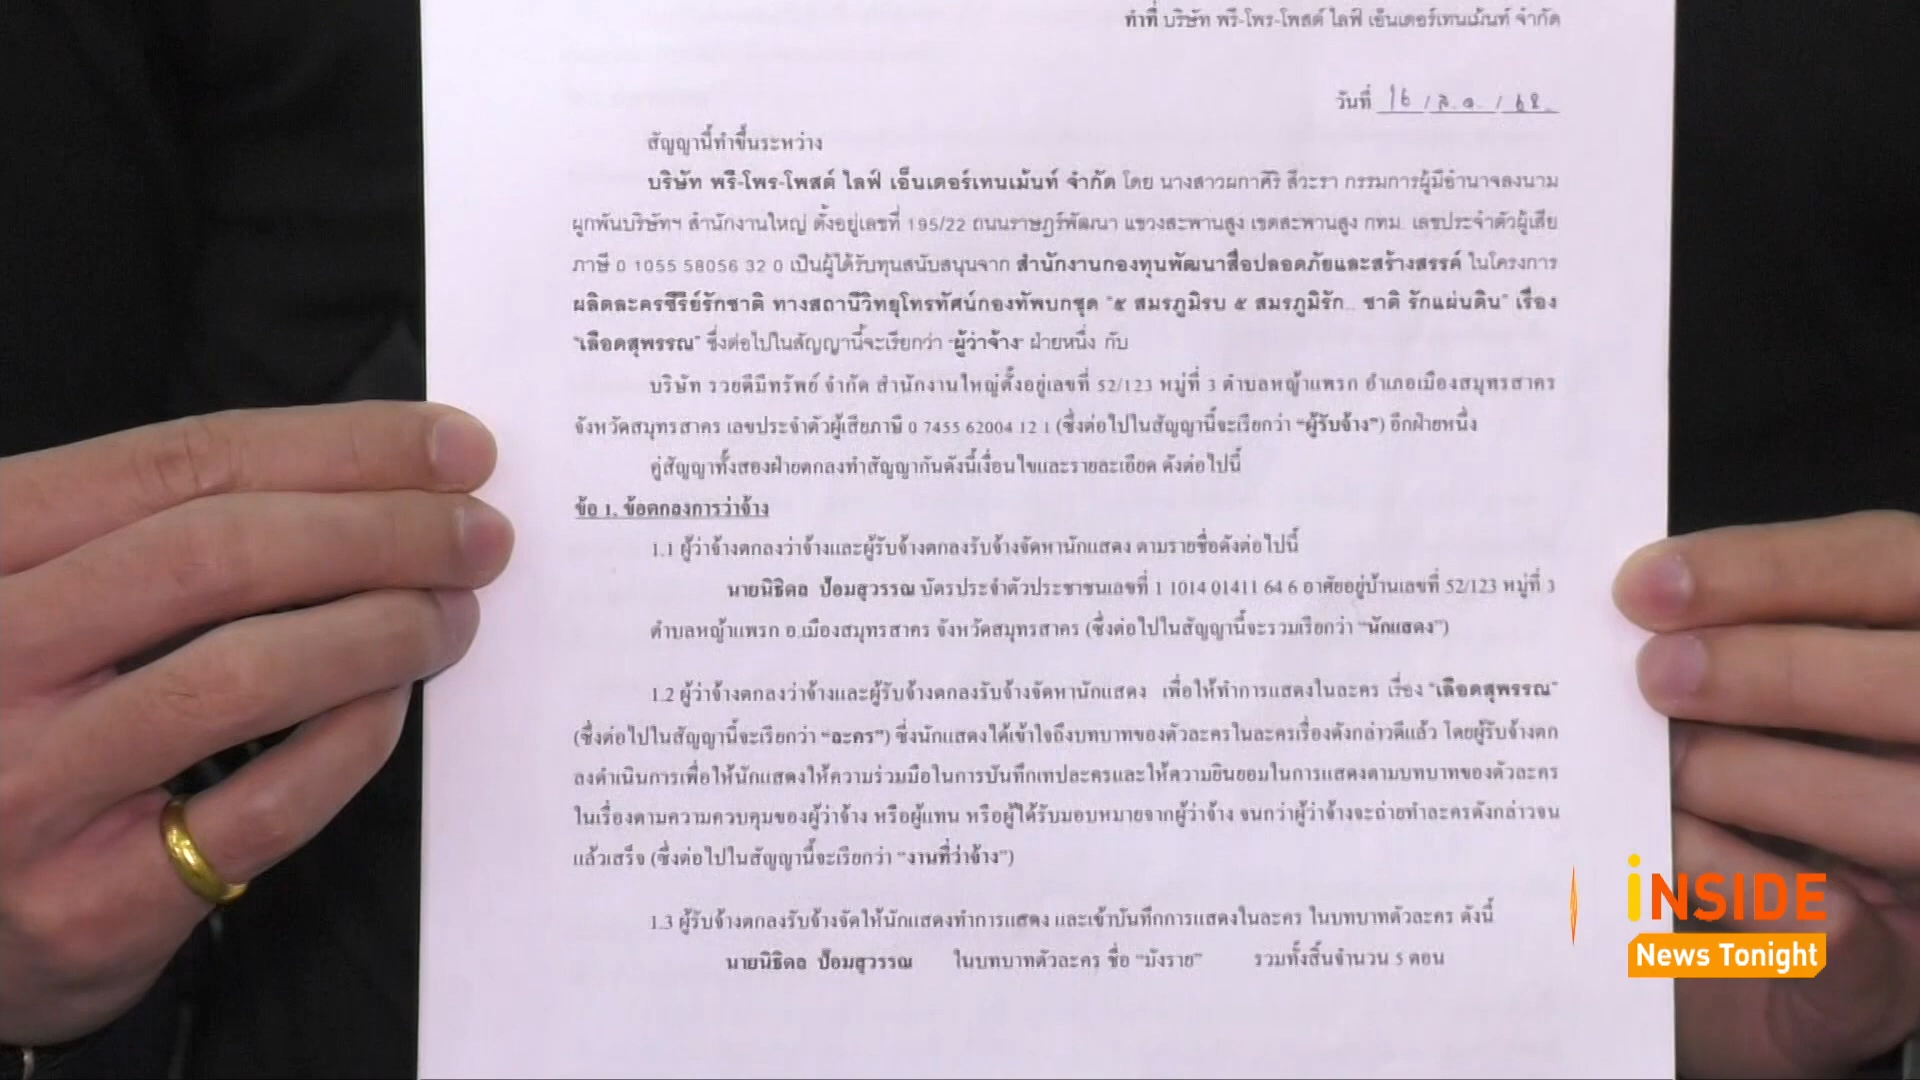 ทำที่ บริษัท พรี-โพร-โพสต์ ไลฟ์ เอ็นเตอร์เทนเม้นท์ จำกัด
วันที่ 16 / ส.ค. / 68
สัญญานี้ทำขึ้นระหว่าง
บริษัท พรี-โพร-โพสต์ ไลฟ์ เอ็นเตอร์เทนเม้นท์ จำกัด โดย นางสาวผกาศิริ สีวะรา กรรมการผู้มีอำนาจลงนาม
ผูกพันบริษัทฯ สำนักงานใหญ่ ตั้งอยู่เลขที่ 195/22 ถนนราษฎร์พัฒนา แขวงสะพานสูง เขตสะพานสูง กทม. เลขประจำตัวผู้เสีย
ภาษี 0 1055 58056 32 0 เป็นผู้ได้รับทุนสนับสนุนจาก สำนักงานกองทุนพัฒนาสื่อปลอดภัยและสร้างสรรค์ ในโครงการ
ผลิตละครซีรีย์รักชาติ ทางสถานีวิทยุโทรทัศน์กองทัพบกชุด "๕ สมรภูมิรบ ๕ สมรภูมิรัก... ชาติ รักแผ่นดิน" เรื่อง
"เลือดสุพรรณ" ซึ่งต่อไปในสัญญานี้จะเรียกว่า "ผู้ว่าจ้าง" ฝ่ายหนึ่ง กับ
บริษัท รวยดีมีทรัพย์ จำกัด สำนักงานใหญ่ตั้งอยู่เลขที่ 52/123 หมู่ที่ 3 ตำบลหญ้าแพรก อำเภอเมืองสมุทรสาคร
จังหวัดสมุทรสาคร เลขประจำตัวผู้เสียภาษี 0 7455 62004 12 1 (ซึ่งต่อไปในสัญญานี้จะเรียกว่า "ผู้รับจ้าง") อีกฝ่ายหนึ่ง
คู่สัญญาทั้งสองฝ่ายตกลงทำสัญญากันดังนี้เงื่อนไขและรายละเอียด ดังต่อไปนี้
ข้อ 1. ข้อตกลงการว่าจ้าง
1.1 ผู้ว่าจ้างตกลงว่าจ้างและผู้รับจ้างตกลงรับจ้างจัดหานักแสดง ตามรายชื่อดังต่อไปนี้
นายนิธิดล ป้อมสุวรรณ บัตรประจำตัวประชาชนเลขที่ 1 1014 01411 64 6 อาศัยอยู่บ้านเลขที่ 52/123 หมู่ที่ 3
ตำบลหญ้าแพรก อ.เมืองสมุทรสาคร จังหวัดสมุทรสาคร (ซึ่งต่อไปในสัญญานี้จะรวมเรียกว่า "นักแสดง")
1.2 ผู้ว่าจ้างตกลงว่าจ้างและผู้รับจ้างตกลงรับจ้างจัดหานักแสดง เพื่อให้ทำการแสดงในละคร เรื่อง "เลือดสุพรรณ"
(ซึ่งต่อไปในสัญญานี้จะเรียกว่า "ละคร") ซึ่งนักแสดงได้เข้าใจถึงบทบาทของตัวละครในละครเรื่องดังกล่าวดีแล้ว โดยผู้รับจ้างตก
ลงดำเนินการเพื่อให้นักแสดงให้ความร่วมมือในการบันทึกเทปละครและให้ความยินยอมในการแสดงตามบทบาทของตัวละคร
ในเรื่องตามความควบคุมของผู้ว่าจ้าง หรือผู้แทน หรือผู้ได้รับมอบหมายจากผู้ว่าจ้าง จนกว่าผู้ว่าจ้างจะถ่ายทำละครดังกล่าวจน
แล้วเสร็จ (ซึ่งต่อไปในสัญญานี้จะเรียกว่า "งานที่ว่าจ้าง")
1.3 ผู้รับจ้างตกลงรับจ้างจัดให้นักแสดงทำการแสดง และเข้าบันทึกการแสดงในละคร ในบทบาทตัวละคร ดังนี้
นายนิธิดล ป้อมสุวรรณ ในบทบาทตัวละคร ชื่อ "มังราย" รวมทั้งสิ้นจำนวน 5 ตอน
iNSIDE
News Tonight